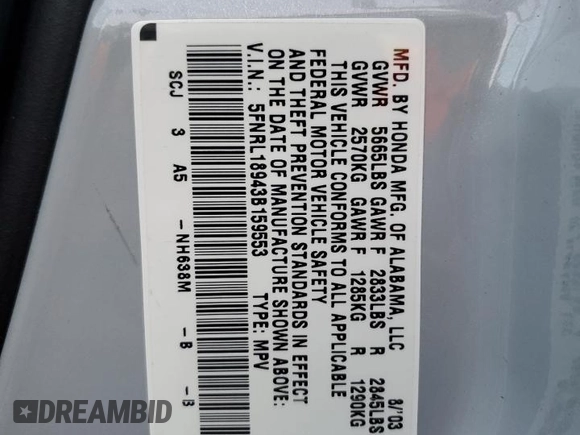 MFD. BY HONDA MFG. OF ALABAMA, LLC 8/'03
GVWR 5665LBS GAWR F 2833LBS R 2845LBS
GVWR 2570KG GAWR F 1285KG R 1290KG
THIS VEHICLE CONFORMS TO ALL APPLICABLE
FEDERAL MOTOR VEHICLE SAFETY
AND THEFT PREVENTION STANDARDS IN EFFECT
ON THE DATE OF MANUFACTURE SHOWN ABOVE:
V.I.N.: 5FNRL18943B159553 TYPE: MPV
SCJ 3 A5 -NH638M -B -B
DREAMBID